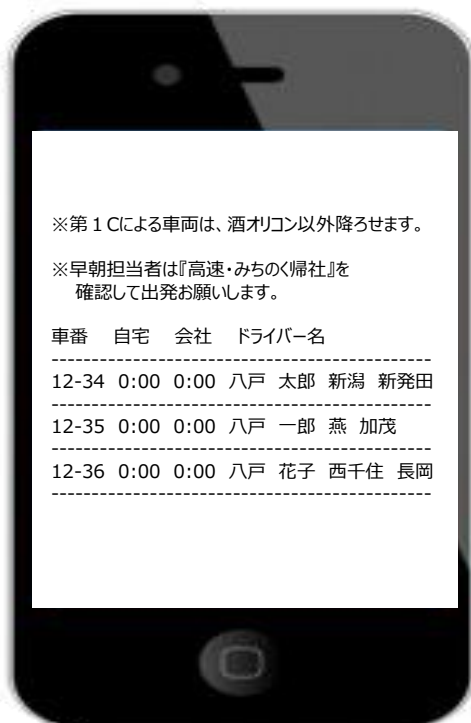 ※第１Cによる車両は、酒オリコン以外降ろせます。
※早朝担当者は『高速・みちのく帰社』を
確認して出発お願いします。
車番 自宅 会社 ドライバー名
----------------------------------------------
12-34 0:00 0:00 八戸 太郎 新潟 新発田
----------------------------------------------
12-35 0:00 0:00 八戸 一郎 燕 加茂
----------------------------------------------
12-36 0:00 0:00 八戸 花子 西千住 長岡
----------------------------------------------